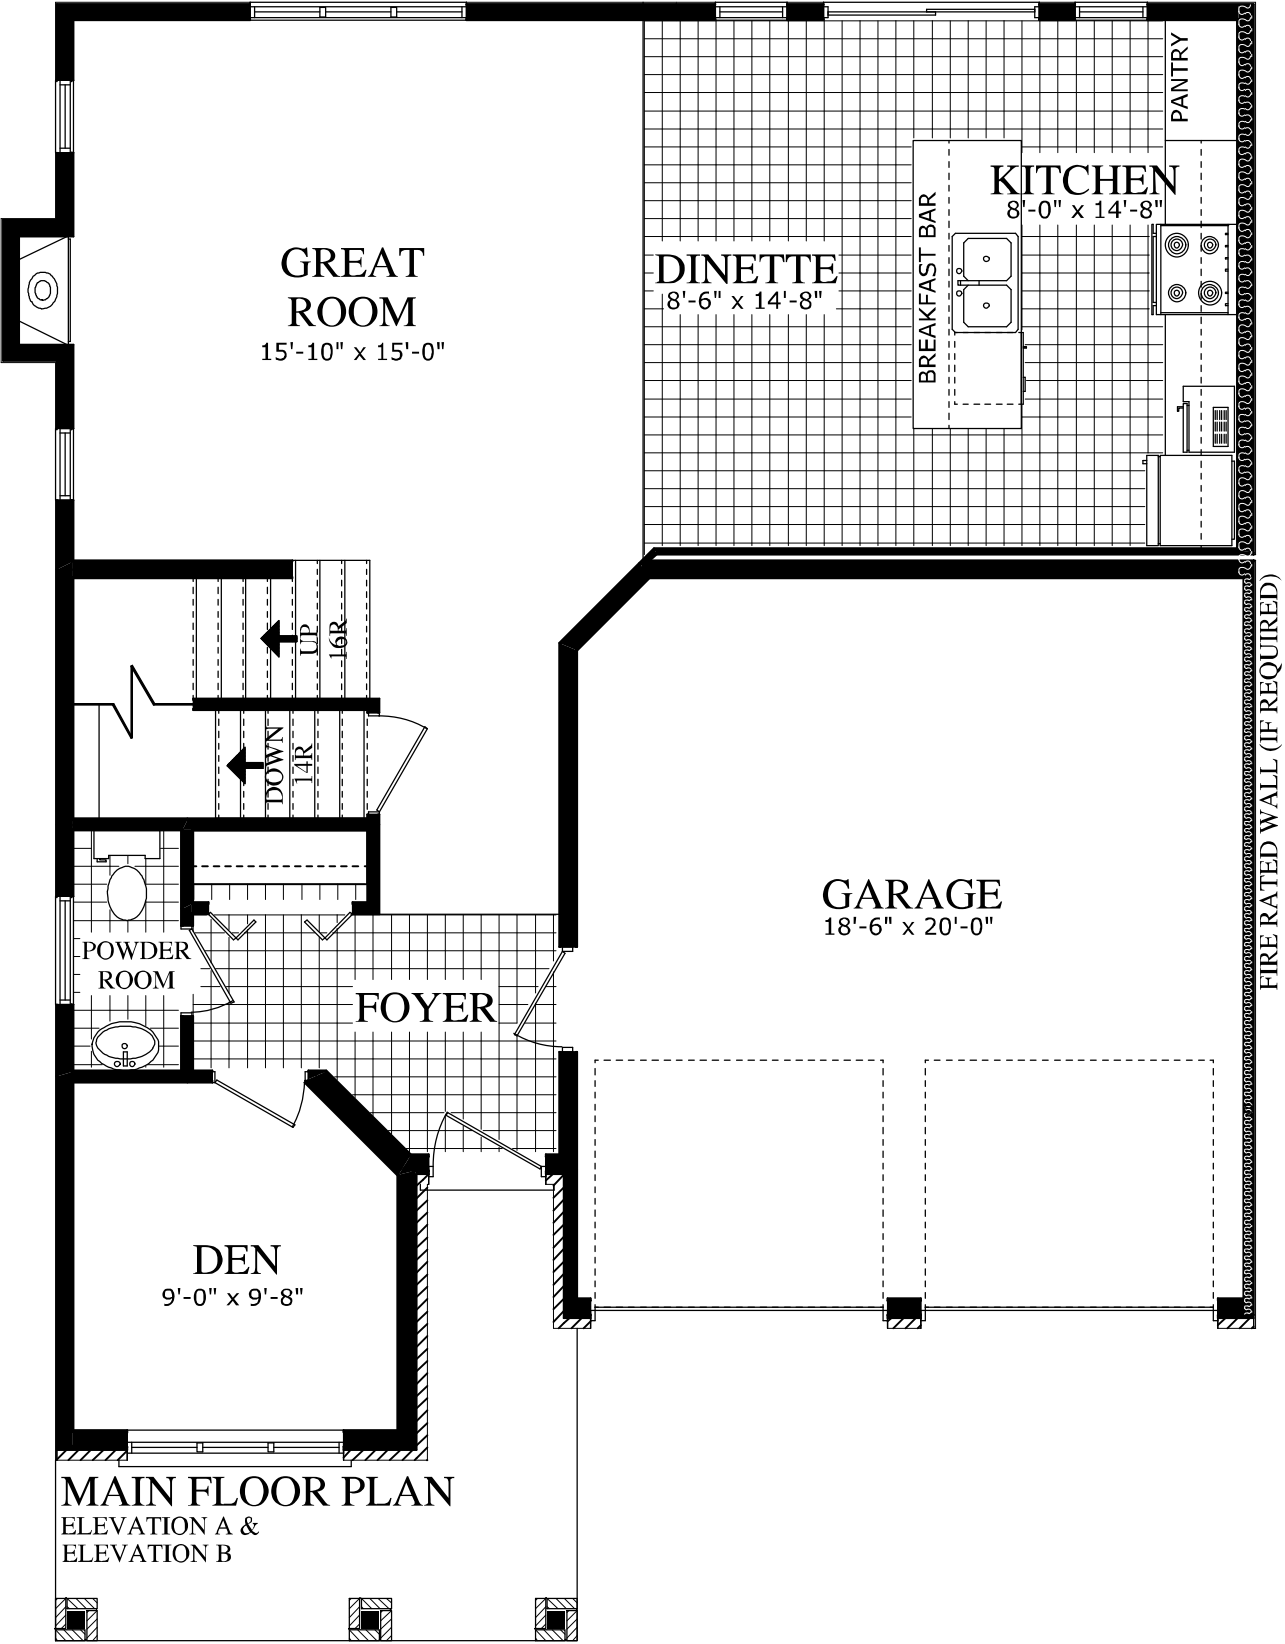 PANTRY
KITCHEN
8'-0" x 14'-8"
BREAKFAST BAR
GREAT
ROOM
15'-10" x 15'-0"
DINETTE
8'-6" x 14'-8"
UP
16R
DOWN
14R
FIRE RATED WALL (IF REQUIRED)
GARAGE
18'-6" x 20'-0"
POWDER
ROOM
FOYER
DEN
9'-0" x 9'-8"
MAIN FLOOR PLAN
ELEVATION A &
ELEVATION B